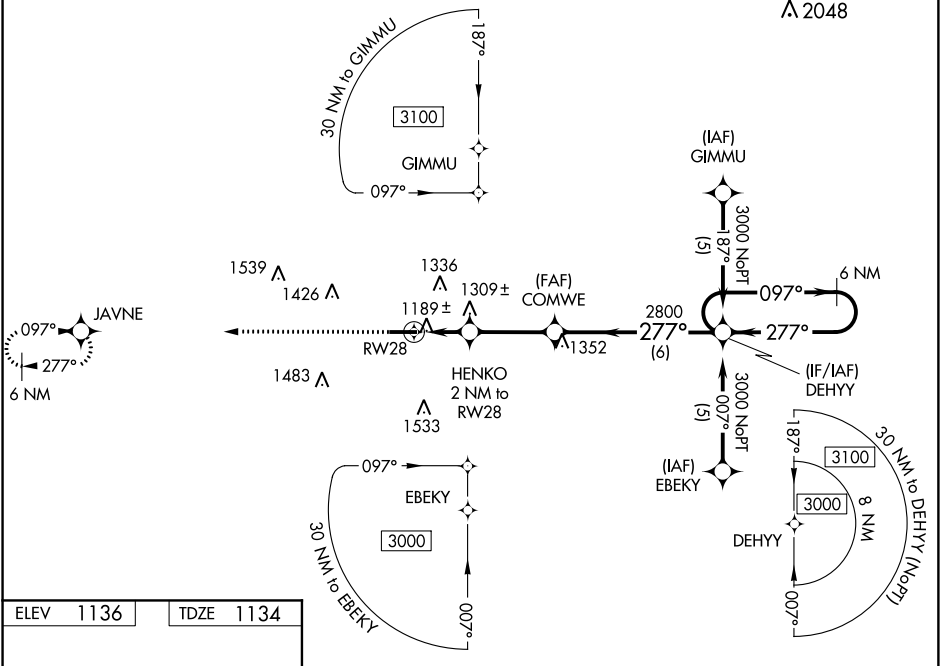 2048
30 NM to GIMMU
187°
3100
GIMMU
097°
(IAF)
GIMMU
3000 NoPT
187°
(5)
6 NM
097°
1539
1426
1336
1309±
1189±
(FAF)
COMWE
2800
277°
(6)
277°
JAVNE
097°
277°
6 NM
RW28
1352
HENKO
2 NM to
RW28
1483
1533
(IF/IAF)
DEHYY
3000 NoPT
007°
(5)
(IAF)
EBEKY
097°
EBEKY
3000
30 NM to EBEKY
007°
187°
30 NM to DEHYY (NoPT)
3100
3000
8 NM
DEHYY
007°
ELEV 1136
TDZE 1134